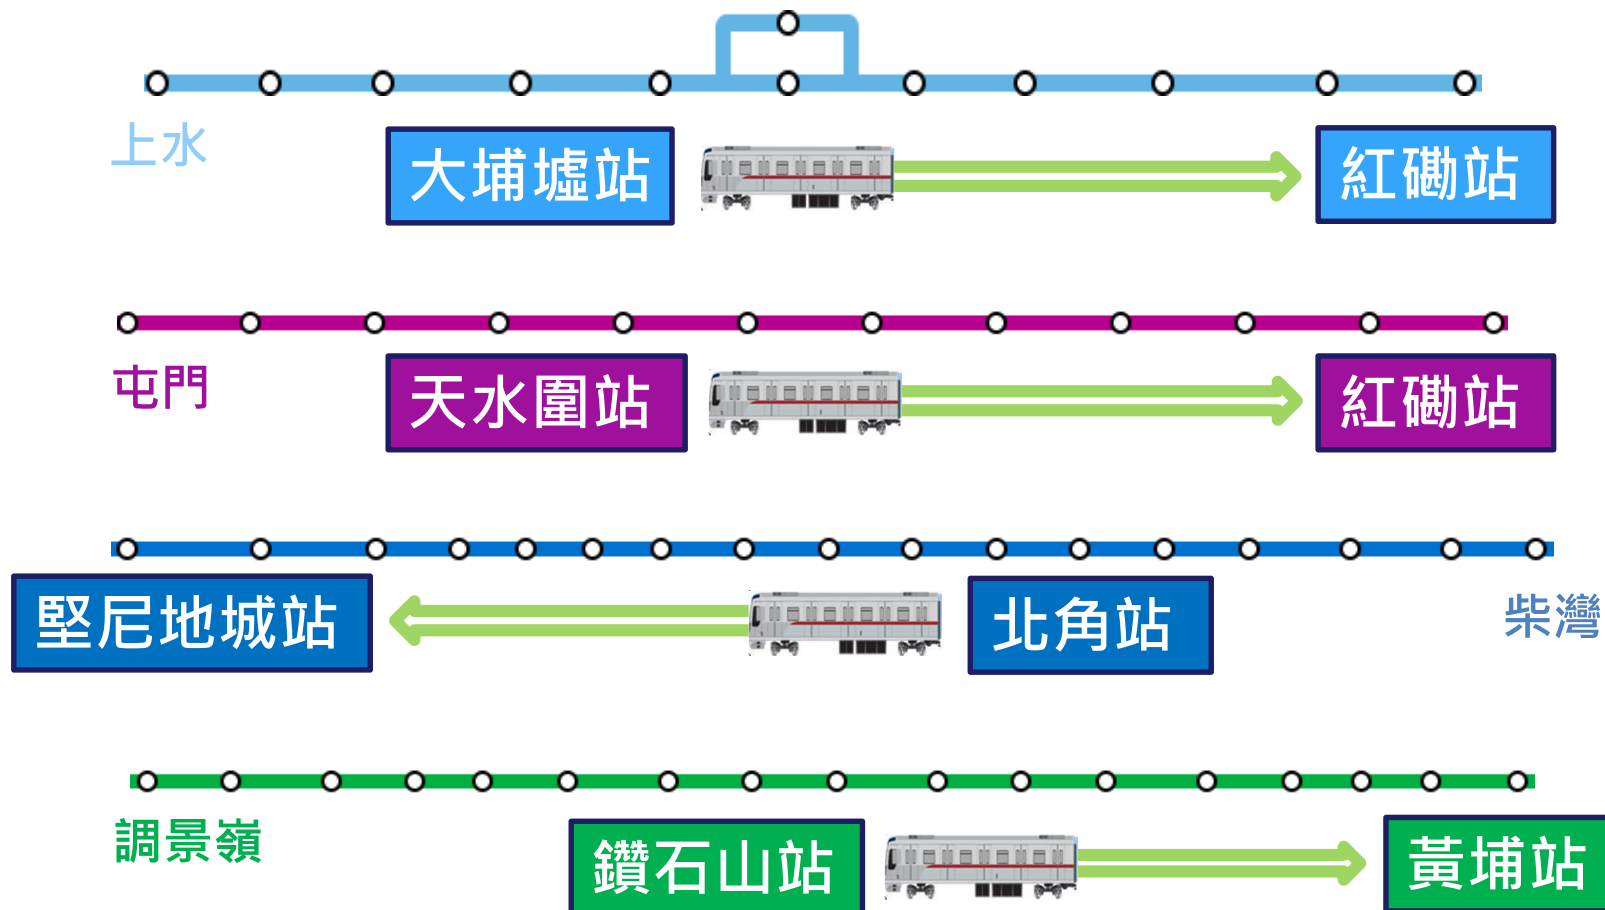 上水
大埔墟站
紅磡站
屯門
天水圍站
紅磡站
堅尼地城站
北角站
柴灣
調景嶺
鑽石山站
黃埔站